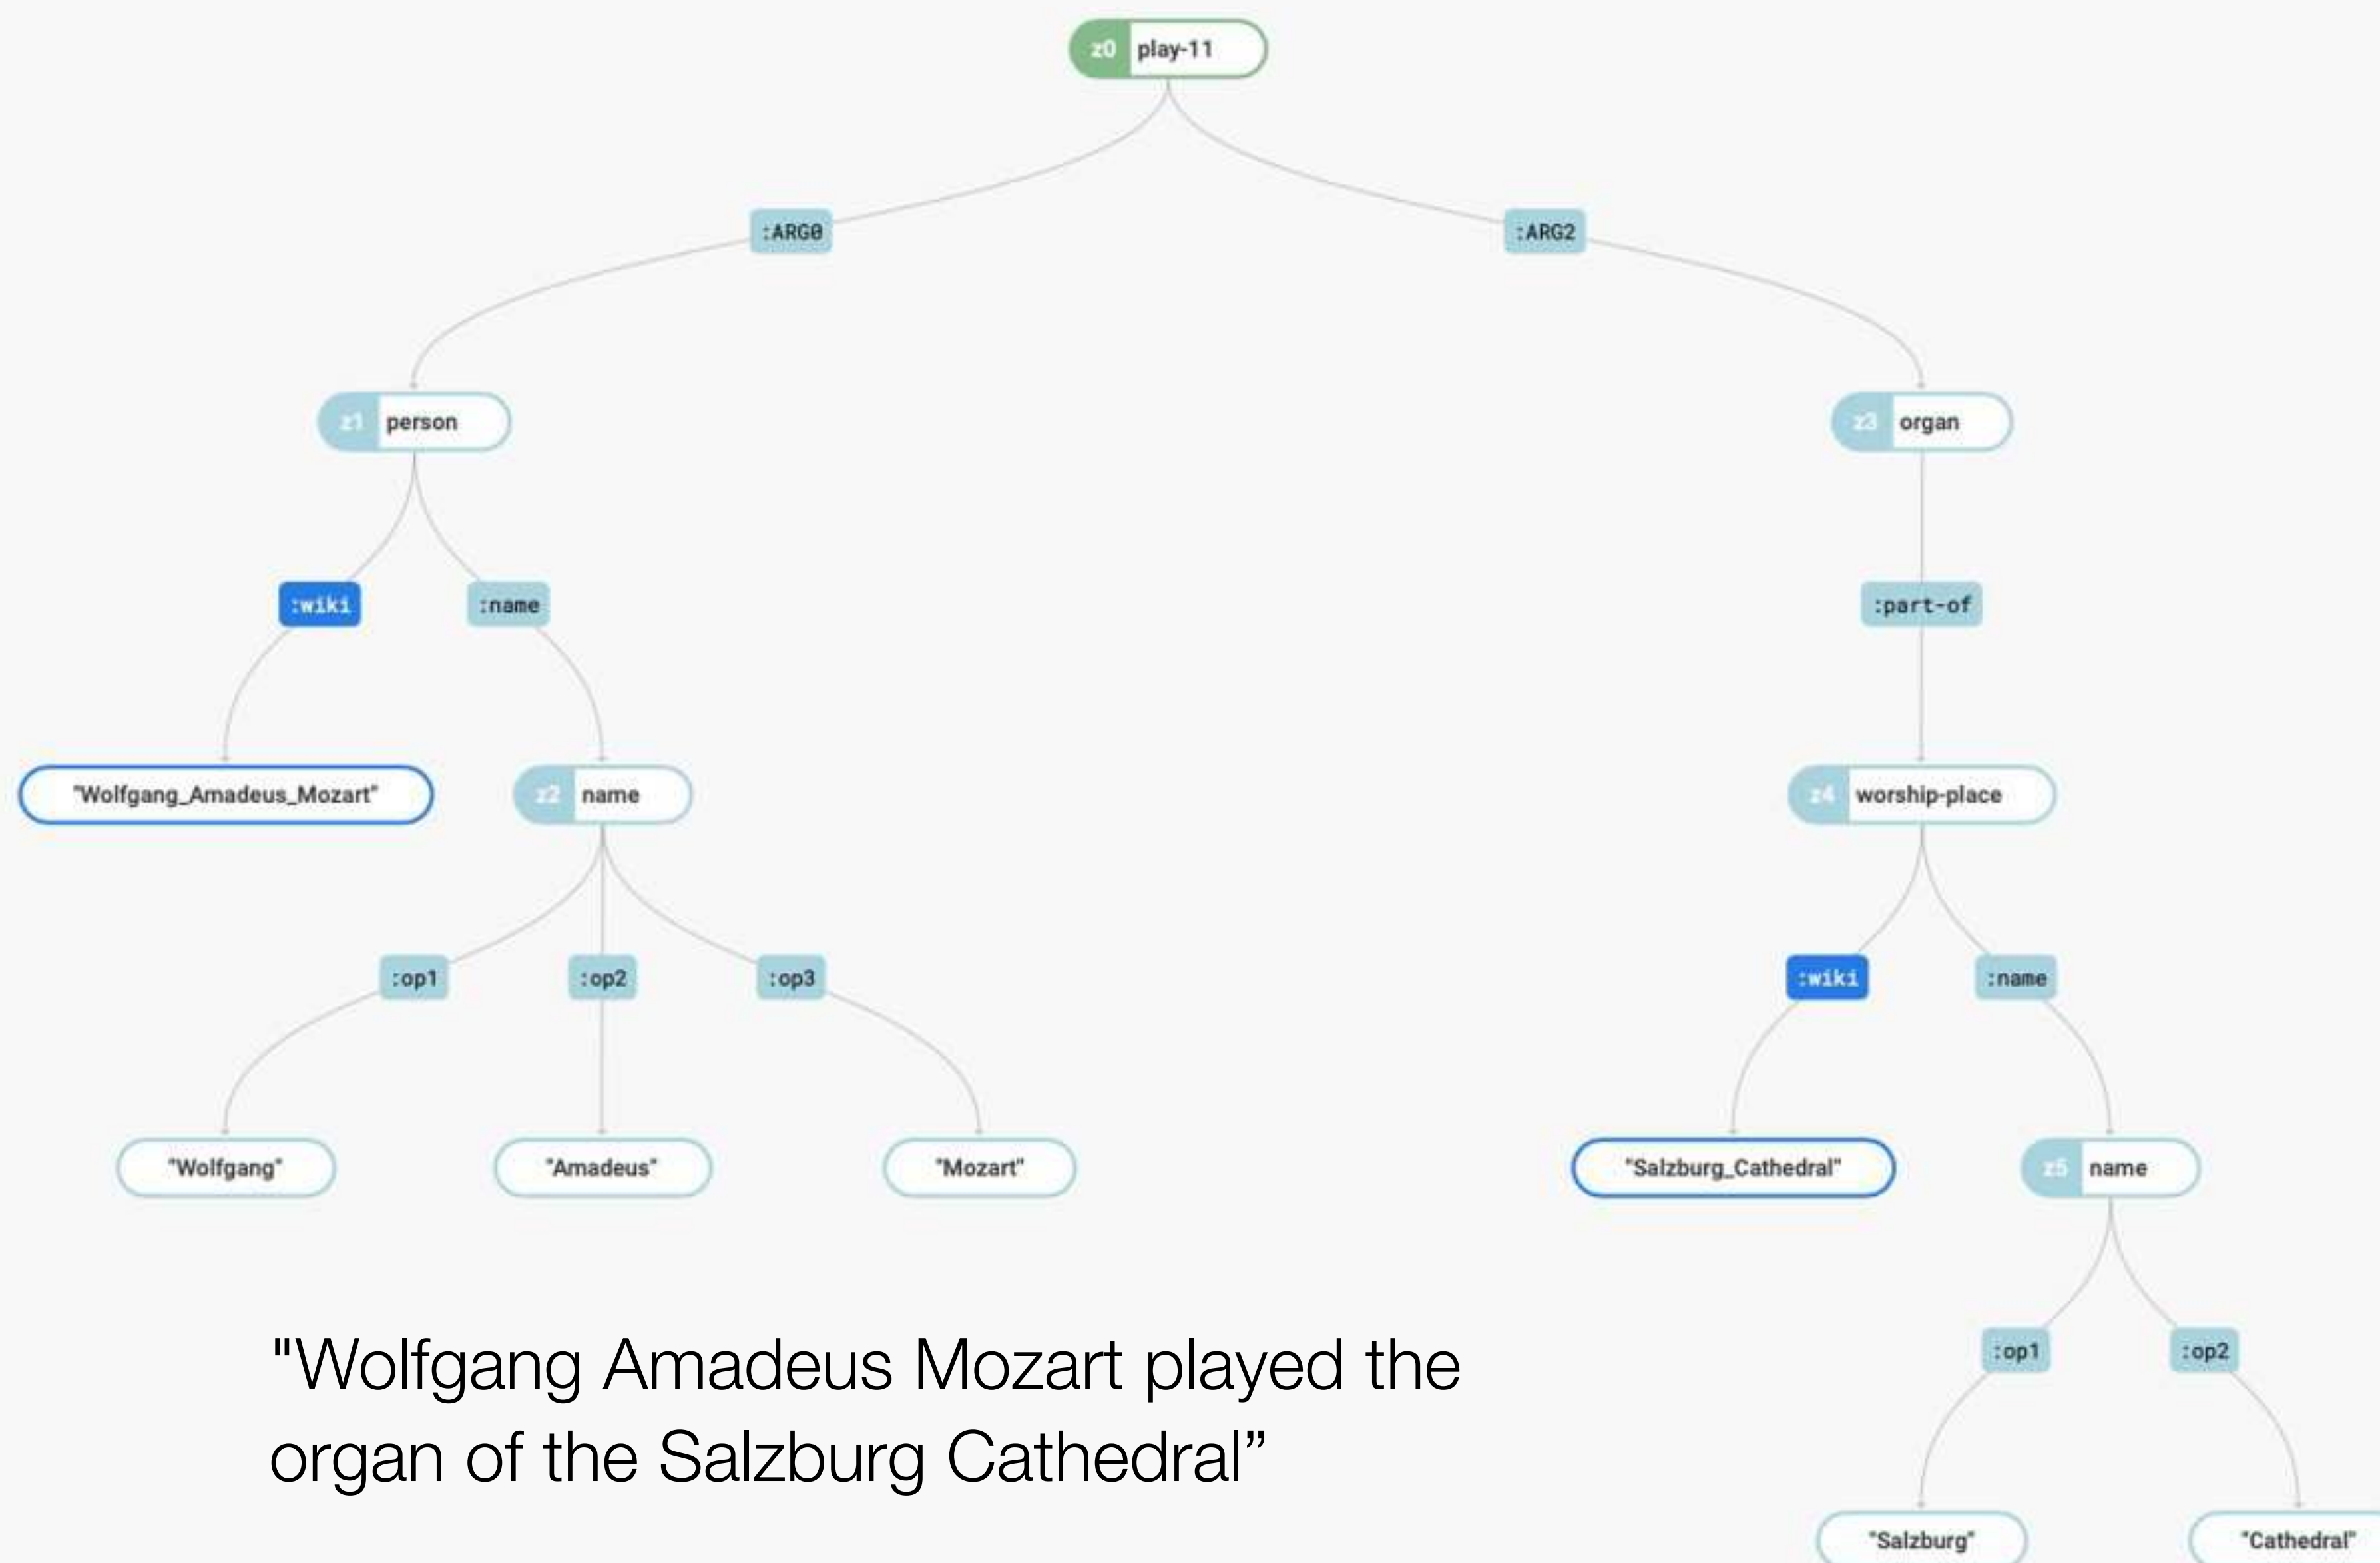 z0 play-11
:ARG0 :ARG2
z1 person z3 organ
:wiki :name :part-of
"Wolfgang_Amadeus_Mozart" z2 name z4 worship-place
:op1 :op2 :op3 :wiki :name
"Wolfgang" "Amadeus" "Mozart" "Salzburg_Cathedral" z5 name
:op1 :op2
"Wolfgang Amadeus Mozart played the
organ of the Salzburg Cathedral”
"Salzburg" "Cathedral"